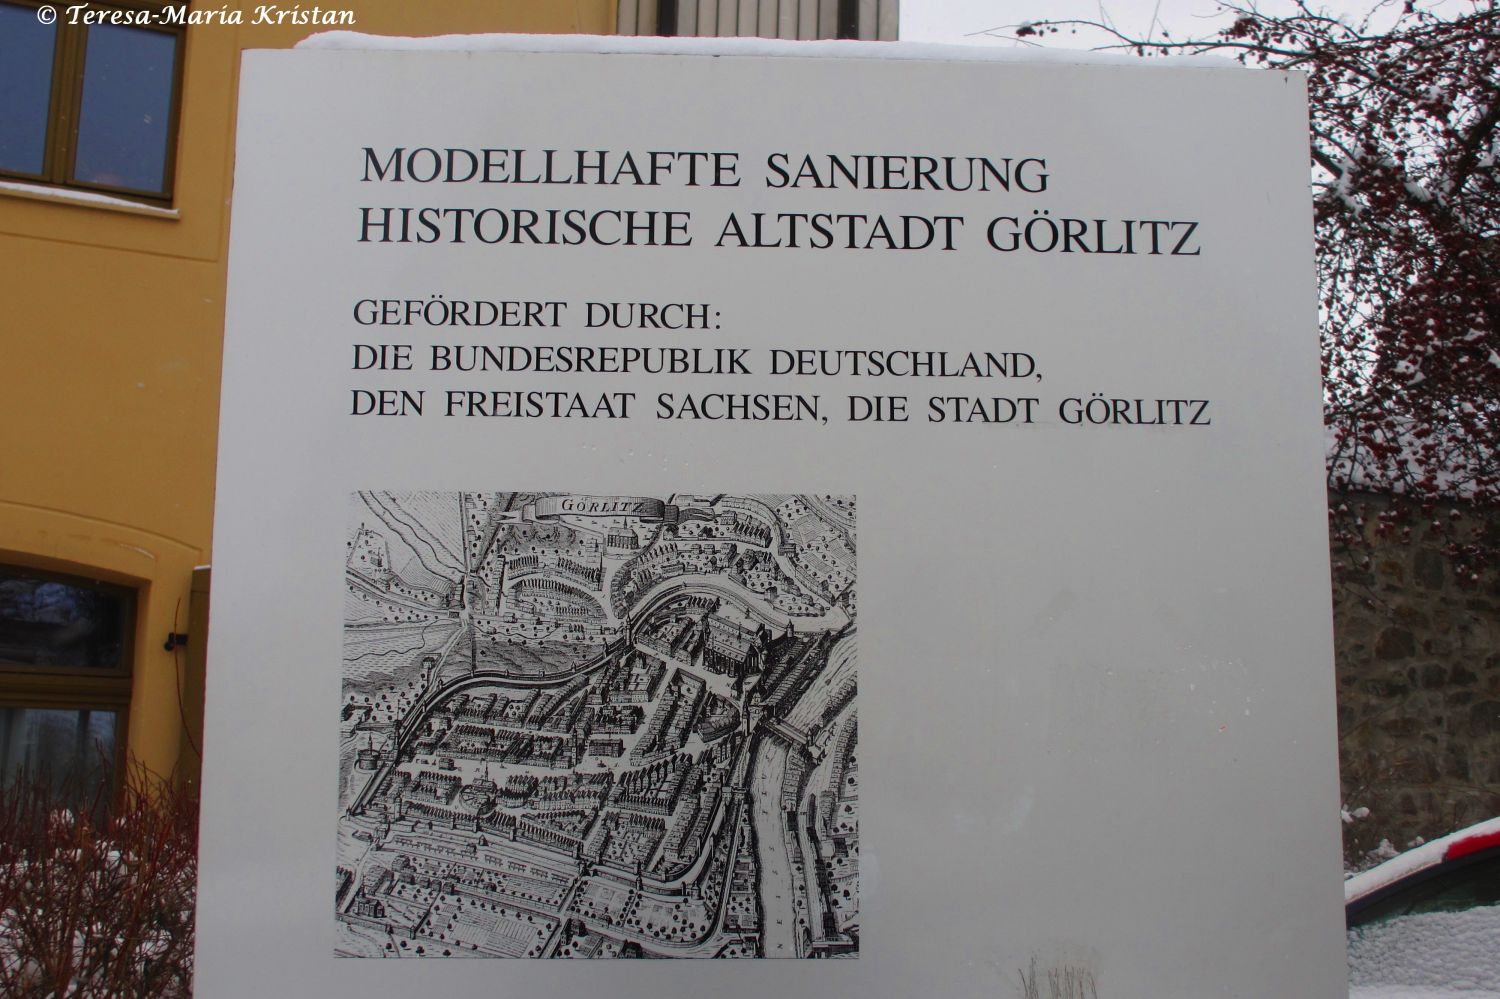 © Teresa-Maria Kristan
MODELLHAFTE SANIERUNG
HISTORISCHE ALTSTADT GÖRLITZ
GEFÖRDERT DURCH:
DIE BUNDESREPUBLIK DEUTSCHLAND,
DEN FREISTAAT SACHSEN, DIE STADT GÖRLITZ
GÖRLITZ